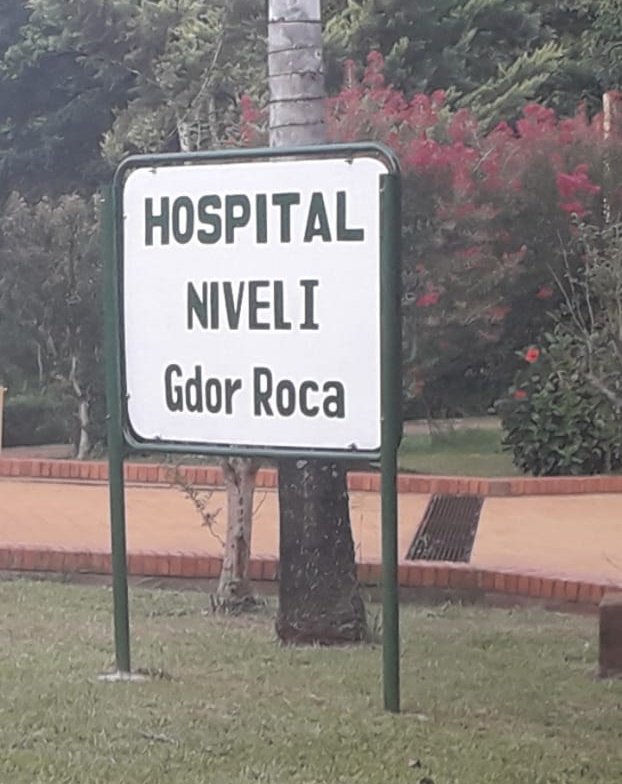 HOSPITAL
NIVEL I
Gdor Roca